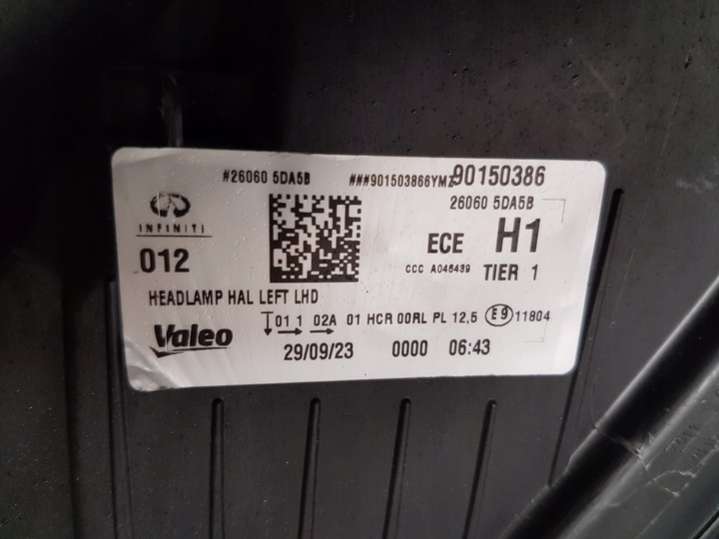 #26060 5DA5B
###901503866YMZ
90150386
26060 5DA5B
INFINITI
012
ECE
H1
CCC A046439
TIER 1
HEADLAMP HAL LEFT LHD
01 1 02A 01 HCR 00RL PL 12,5 E9 11804
Valeo
29/09/23 0000 06:43